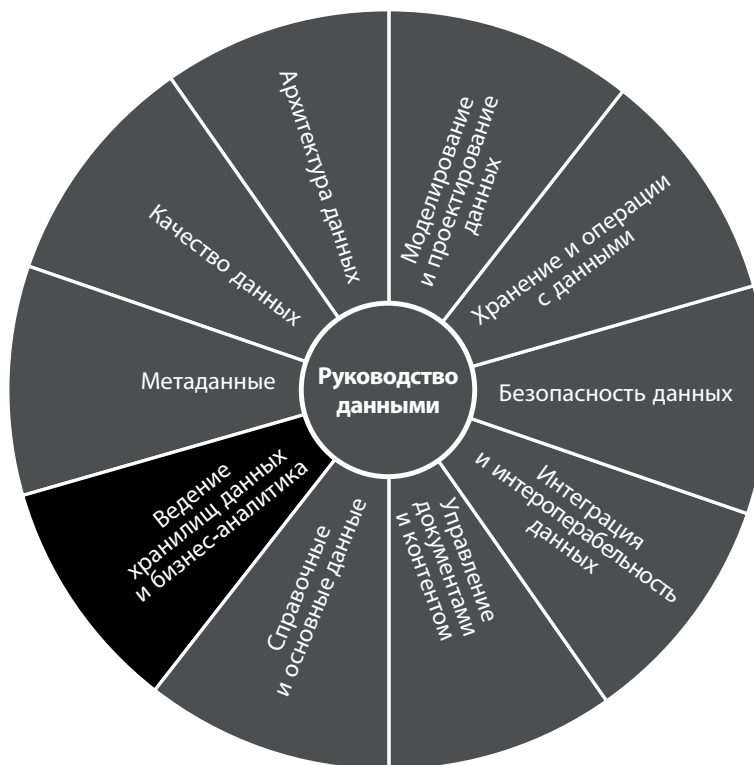 Архитектура данных
Моделирование
и проектирование
данных
Хранение и операции
с данными
Безопасность данных
Интеграция
и интероперабельность
данных
Управление
документами
и контентом
Справочные
и основные данные
Ведение
хранилищ данных
и бизнес-аналитика
Метаданные
Качество данных
Руководство
данными